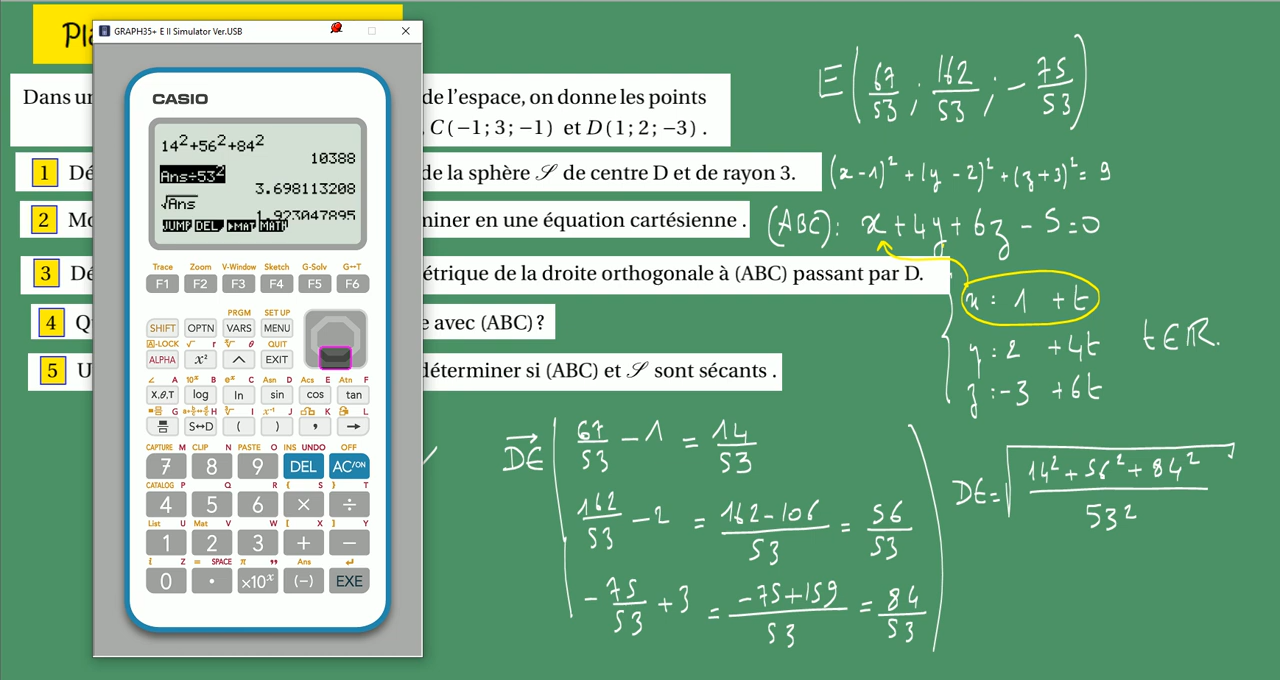 Pla
GRAPH35+ E II Simulator Ver.USB
Dans un
de l'espace, on donne les points
C(−1; 3; −1) et D(1; 2; −3).
1 Dé
de la sphère 𝒮 de centre D et de rayon 3.
2 Mo
miner en une équation cartésienne.
3 Dé
métrique de la droite orthogonale à (ABC) passant par D.
4 Q
e avec (ABC) ?
5 U
déterminer si (ABC) et 𝒮 sont sécants.
CASIO
14²+56²+84²
10388
Ans÷53²
3.698113208
√Ans
1.923047895
JUMP DEL ▶MAT MATH
Trace Zoom V-Window Sketch G-Solv G↔T
F1 F2 F3 F4 F5 F6
PRGM SET UP
SHIFT OPTN VARS MENU
A-LOCK √ r θ QUIT
ALPHA x² ^ EXIT
∠ A 10ˣ B eˣ C Asn D Acs E Atn F
X,θ,T log ln sin cos tan
G H I x⁻¹ J K L
S↔D ( ) , →
CAPTURE M CLIP N PASTE O INS UNDO OFF
7 8 9 DEL AC/ON
CATALOG P Q R { S } T
4 5 6 × ÷
List U Mat V W [ X ] Y
1 2 3 + −
i Z = SPACE π " Ans ↵
0 . ×10ˣ (−) EXE
E(67/53 ; 162/53 ; −75/53)
(x−1)² + (y−2)² + (z+3)² = 9
(ABC): x + 4y + 6z − 5 = 0
x : 1 + t
y : 2 + 4t t ∈ ℝ.
z : −3 + 6t
DE→ ( 67/53 − 1 = 14/53
162/53 − 2 = (162−106)/53 = 56/53
−75/53 + 3 = (−75+159)/53 = 84/53 )
DE = √((14² + 56² + 84²)/53²)